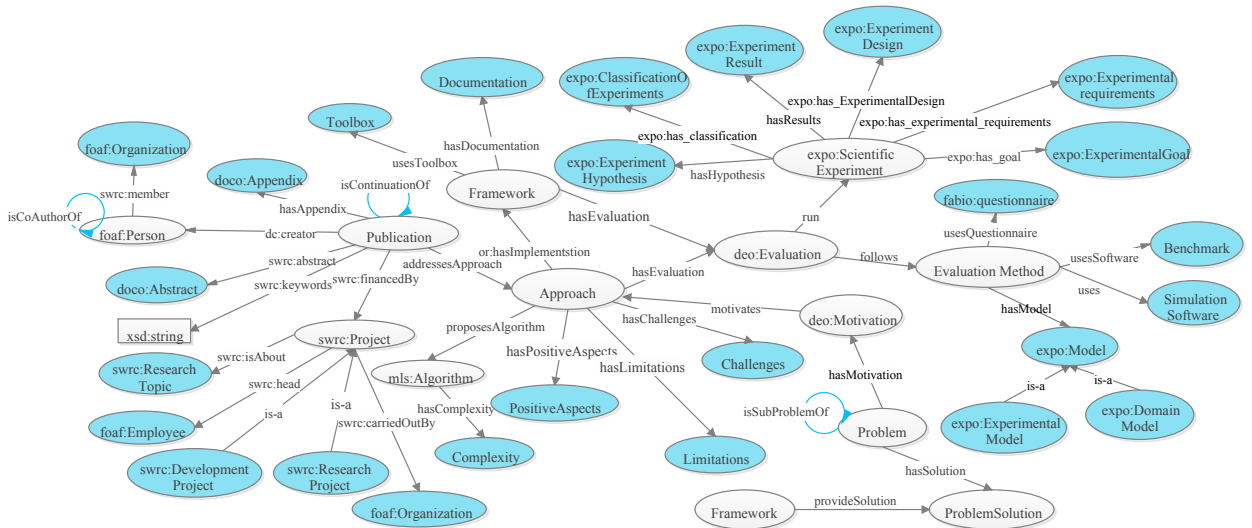 expo:Experiment
Design
expo:Experiment
Result
Documentation
expo:ClassificationO
fExperiments
expo:Experimental
requirements
Toolbox
expo:has_ExperimentalDesign
hasResults
expo:has_experimental_requirements
foaf:Organization
hasDocumentation
expo:has_classification
usesToolbox
expo:Scientific
Experiment
expo:has_goal
expo:ExperimentalGoal
expo:Experiment
Hypothesis
hasHypothesis
doco:Appendix
swrc:member
isContinuationOf
Framework
fabio:questionnaire
isCoAuthorOf
hasAppendix
hasEvaluation
run
foaf:Person
dc:creator
Publication
usesQuestionnaire
Benchmark
or:hasImplementstion
deo:Evaluation
follows
Evaluation Method
usesSoftware
swrc:abstract
addressesApproach
hasEvaluation
doco:Abstract
swrc:keywords
swrc:financedBy
Approach
uses
Simulation
Software
motivates
deo:Motivation
hasModel
xsd:string
swrc:Project
proposesAlgorithm
hasChallenges
swrc:isAbout
hasPositiveAspects
expo:Model
swrc:Research
Topic
mls:Algorithm
hasLimitations
Challenges
hasMotivation
swrc:head
is-a
is-a
hasComplexity
PositiveAspects
isSubProblemOf
is-a
is-a
swrc:carriedOutBy
foaf:Employee
Problem
expo:Experimental
Model
expo:Domain
Model
swrc:Development
Project
swrc:Research
Project
Complexity
Limitations
hasSolution
foaf:Organization
Framework
provideSolution
ProblemSolution